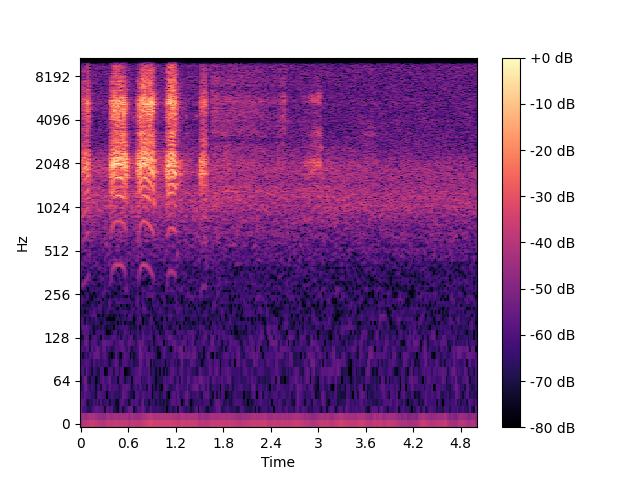 8192
4096
2048
1024
512
256
128
64
0
Hz
0 0.6 1.2 1.8 2.4 3 3.6 4.2 4.8
Time
+0 dB
-10 dB
-20 dB
-30 dB
-40 dB
-50 dB
-60 dB
-70 dB
-80 dB